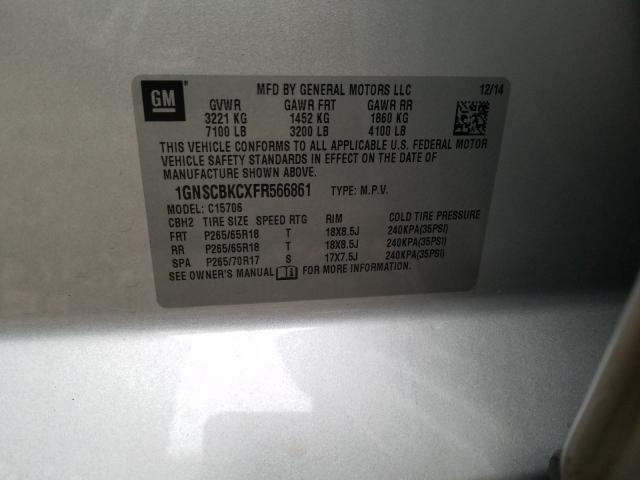 GM
MFD BY GENERAL MOTORS LLC 12/14
GVWR GAWR FRT GAWR RR
3221 KG 1452 KG 1860 KG
7100 LB 3200 LB 4100 LB
THIS VEHICLE CONFORMS TO ALL APPLICABLE U.S. FEDERAL MOTOR
VEHICLE SAFETY STANDARDS IN EFFECT ON THE DATE OF
MANUFACTURE SHOWN ABOVE.
1GNSCBKCXFR566861 TYPE: M.P.V.
MODEL: C15706
CBH2 TIRE SIZE SPEED RTG RIM COLD TIRE PRESSURE
FRT P265/65R18 T 18X8.5J 240KPA(35PSI)
RR P265/65R18 T 18X8.5J 240KPA(35PSI)
SPA P265/70R17 S 17X7.5J 240KPA(35PSI)
SEE OWNER'S MANUAL FOR MORE INFORMATION.